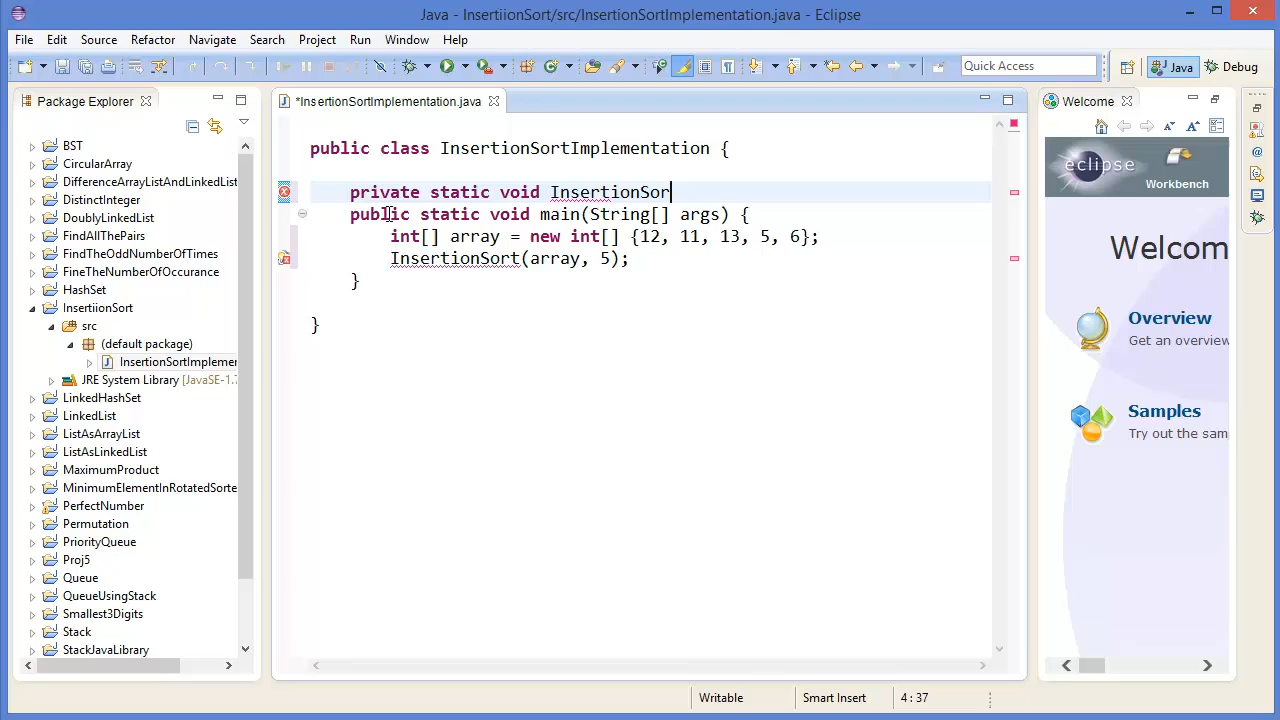 Java - InsertiionSort/src/InsertionSortImplementation.java - Eclipse
File Edit Source Refactor Navigate Search Project Run Window Help
Quick Access Java Debug
Package Explorer
*InsertionSortImplementation.java
Welcome
BST
CircularArray
DifferenceArrayListAndLinkedList
DistinctInteger
DoublyLinkedList
FindAllThePairs
FindTheOddNumberOfTimes
FineTheNumberOfOccurance
HashSet
InsertiionSort
src
(default package)
InsertionSortImplemer
JRE System Library [JavaSE-1.7
LinkedHashSet
LinkedList
ListAsArrayList
ListAsLinkedList
MaximumProduct
MinimumElementInRotatedSorte
PerfectNumber
Permutation
PriorityQueue
Proj5
Queue
QueueUsingStack
Smallest3Digits
Stack
StackJavaLibrary
public class InsertionSortImplementation {
private static void InsertionSor
public static void main(String[] args) {
int[] array = new int[] {12, 11, 13, 5, 6};
InsertionSort(array, 5);
}
}
eclipse
Workbench
Welcom
Overview
Get an overview
Samples
Try out the sam
Writable Smart Insert 4 : 37